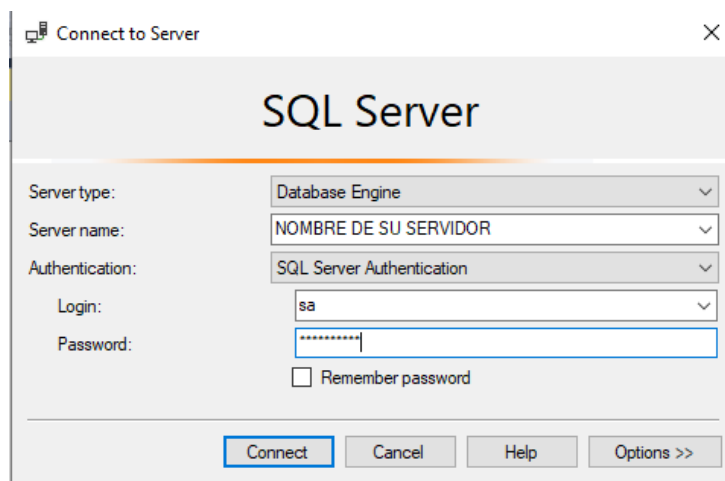 Connect to Server
SQL Server
Server type: Database Engine
Server name: NOMBRE DE SU SERVIDOR
Authentication: SQL Server Authentication
Login: sa
Password: **********
Remember password
Connect Cancel Help Options >>